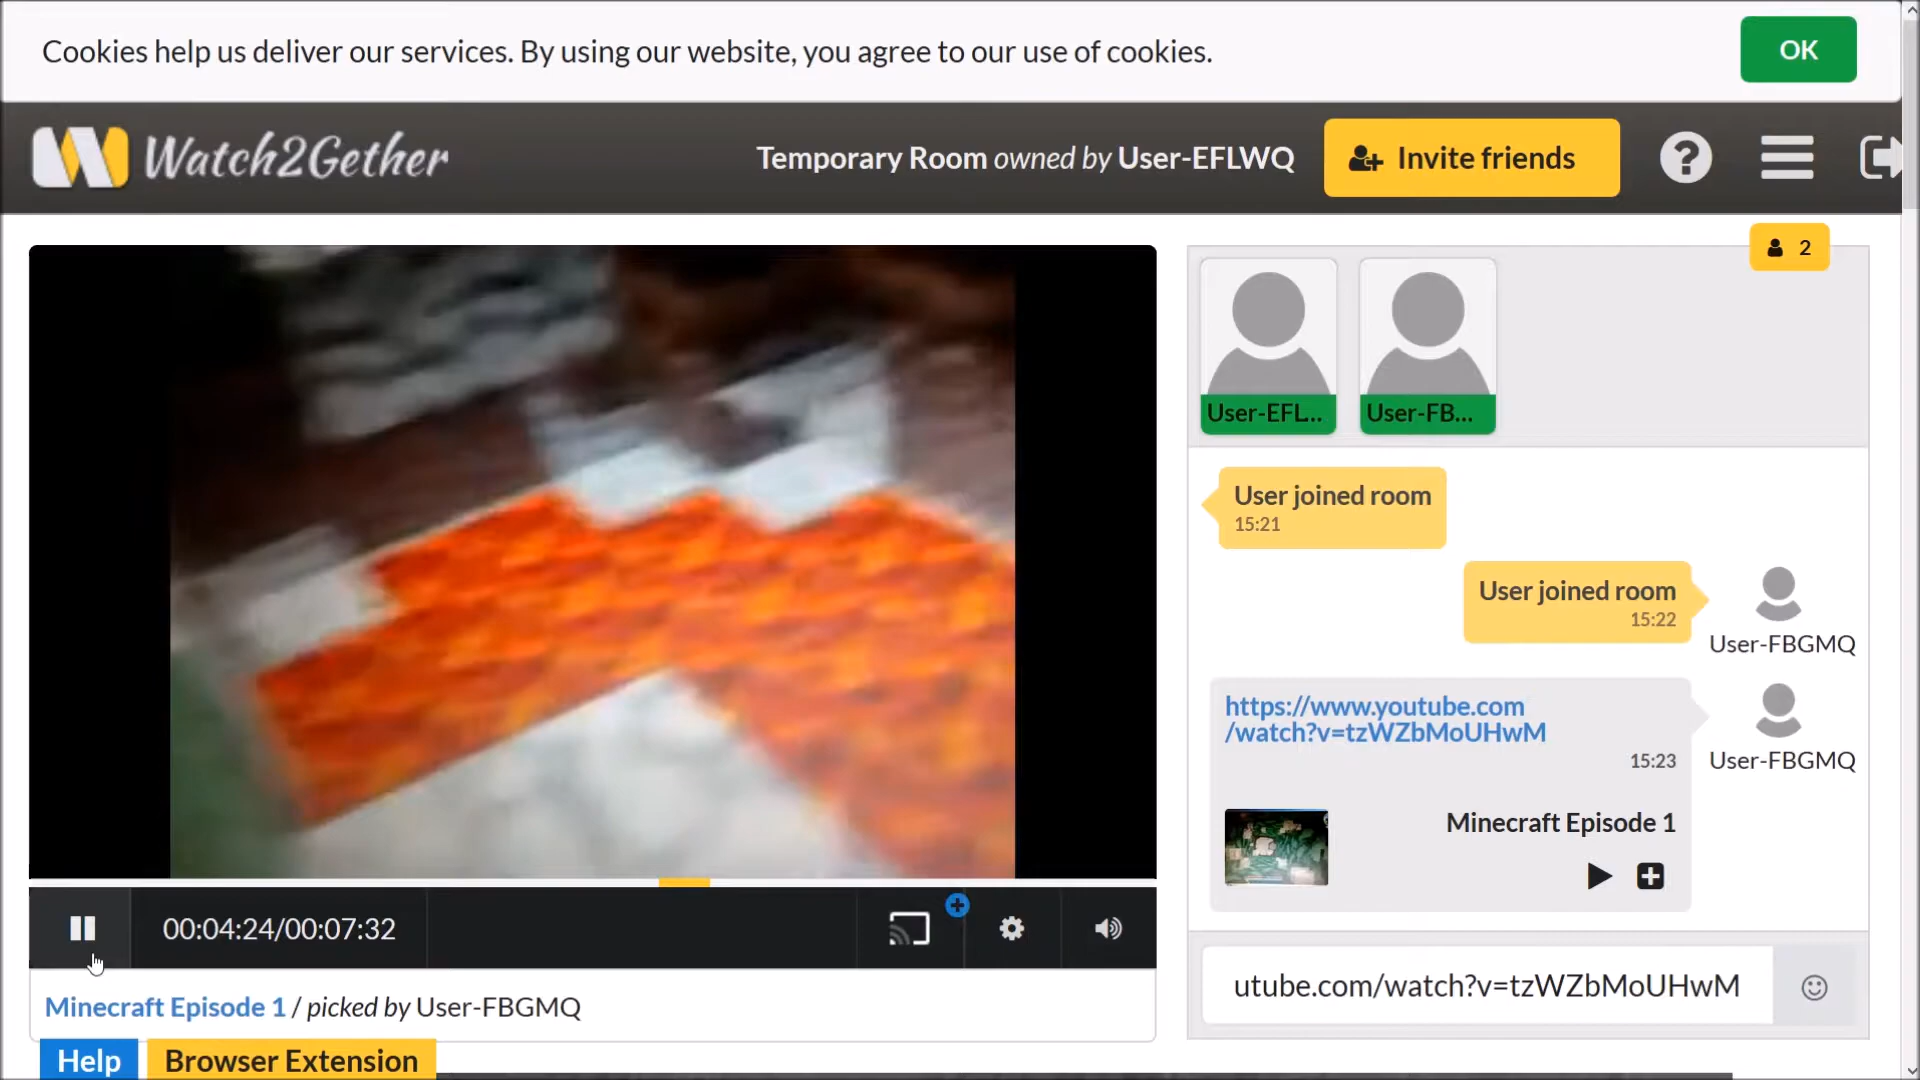 Cookies help us deliver our services. By using our website, you agree to our use of cookies.
OK
Watch2Gether
Temporary Room owned by User-EFLWQ
Invite friends
?
2
User-EFL...
User-FB...
User joined room
15:21
User joined room
15:22
User-FBGMQ
https://www.youtube.com
/watch?v=tzWZbMoUHwM
15:23
User-FBGMQ
Minecraft Episode 1
00:04:24/00:07:32
utube.com/watch?v=tzWZbMoUHwM
Minecraft Episode 1 / picked by User-FBGMQ
Help
Browser Extension